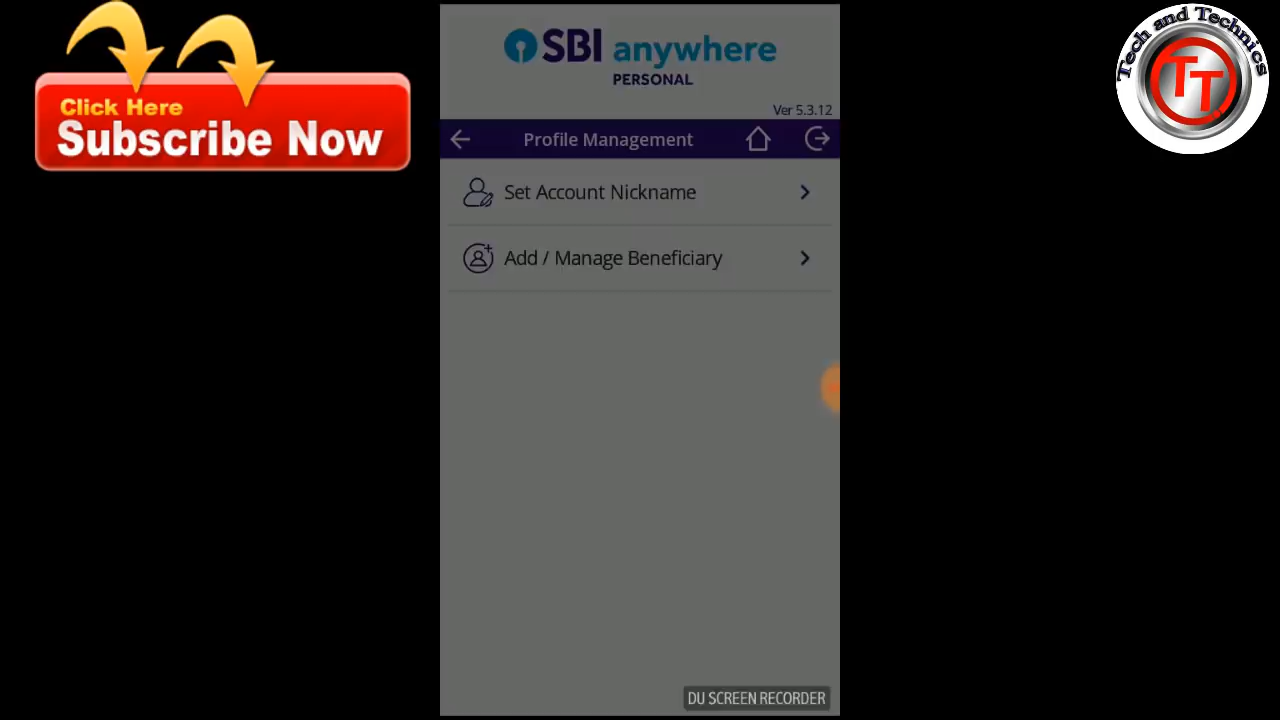 Click Here
Subscribe Now
Tech and Technics
TT
SBI anywhere
PERSONAL
Ver 5.3.12
Profile Management
Set Account Nickname
Add / Manage Beneficiary
DU SCREEN RECORDER